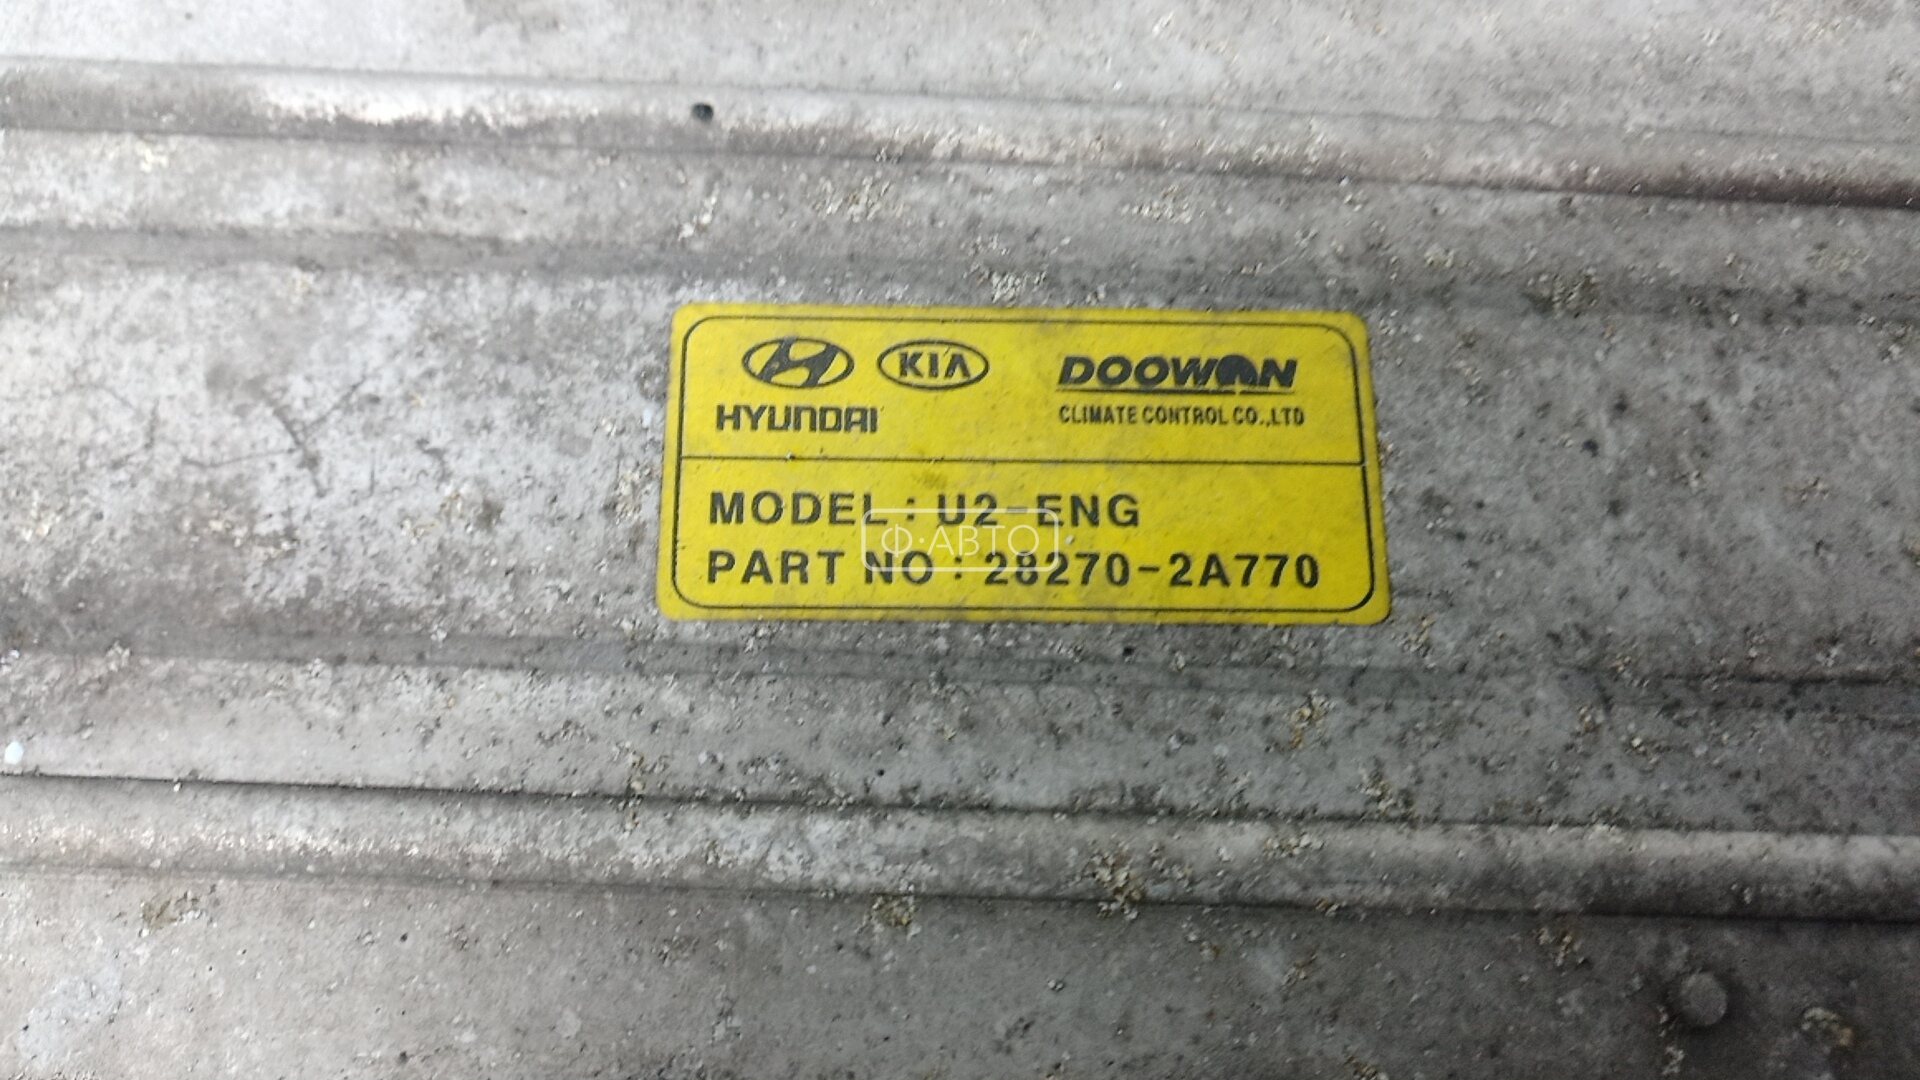 KIA DOOWON
HYUNDAI CLIMATE CONTROL CO.,LTD
MODEL : U2-ENG
Ф·АВТО
PART NO : 28270-2A770